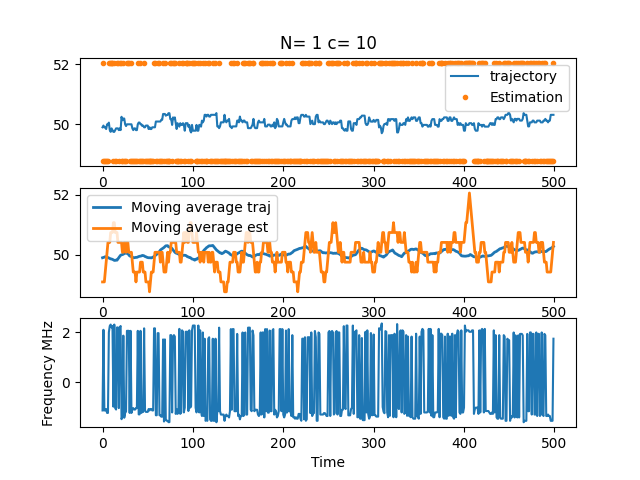 N= 1 c= 10
52
50
trajectory
Estimation
0 100 200 300 400 500
52
50
Moving average traj
Moving average est
0 100 200 300 400 500
Frequency MHz
2
0
0 100 200 300 400 500
Time